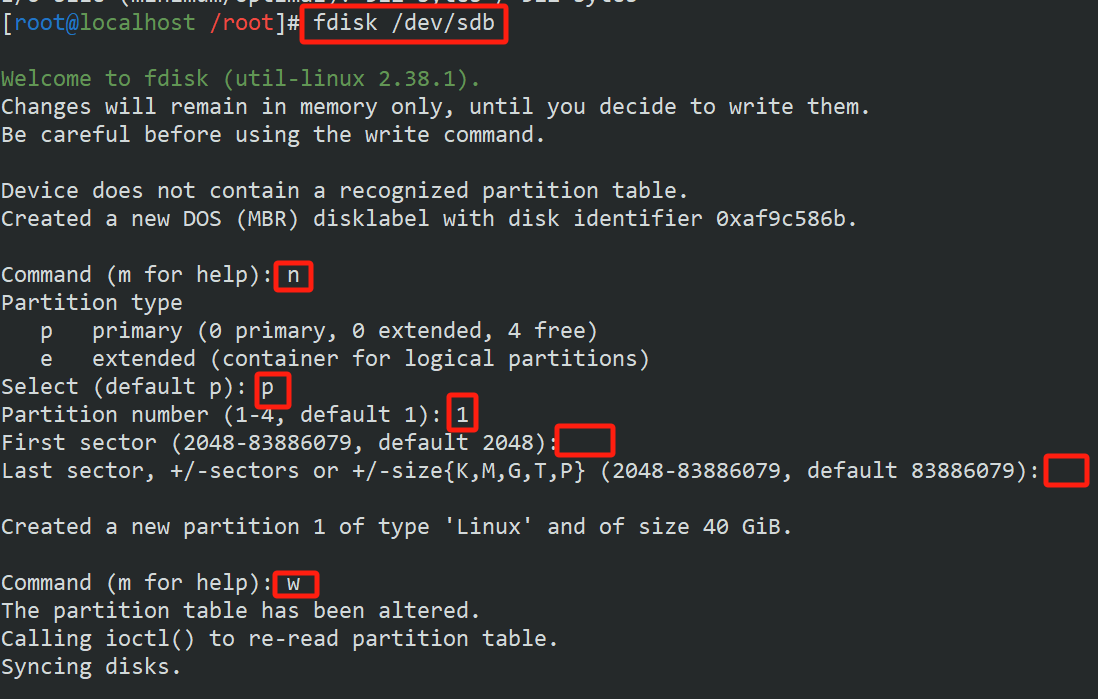 [root@localhost /root]# fdisk /dev/sdb
Welcome to fdisk (util-linux 2.38.1).
Changes will remain in memory only, until you decide to write them.
Be careful before using the write command.
Device does not contain a recognized partition table.
Created a new DOS (MBR) disklabel with disk identifier 0xaf9c586b.
Command (m for help): n
Partition type
   p   primary (0 primary, 0 extended, 4 free)
   e   extended (container for logical partitions)
Select (default p): p
Partition number (1-4, default 1): 1
First sector (2048-83886079, default 2048):
Last sector, +/-sectors or +/-size{K,M,G,T,P} (2048-83886079, default 83886079):
Created a new partition 1 of type 'Linux' and of size 40 GiB.
Command (m for help): w
The partition table has been altered.
Calling ioctl() to re-read partition table.
Syncing disks.